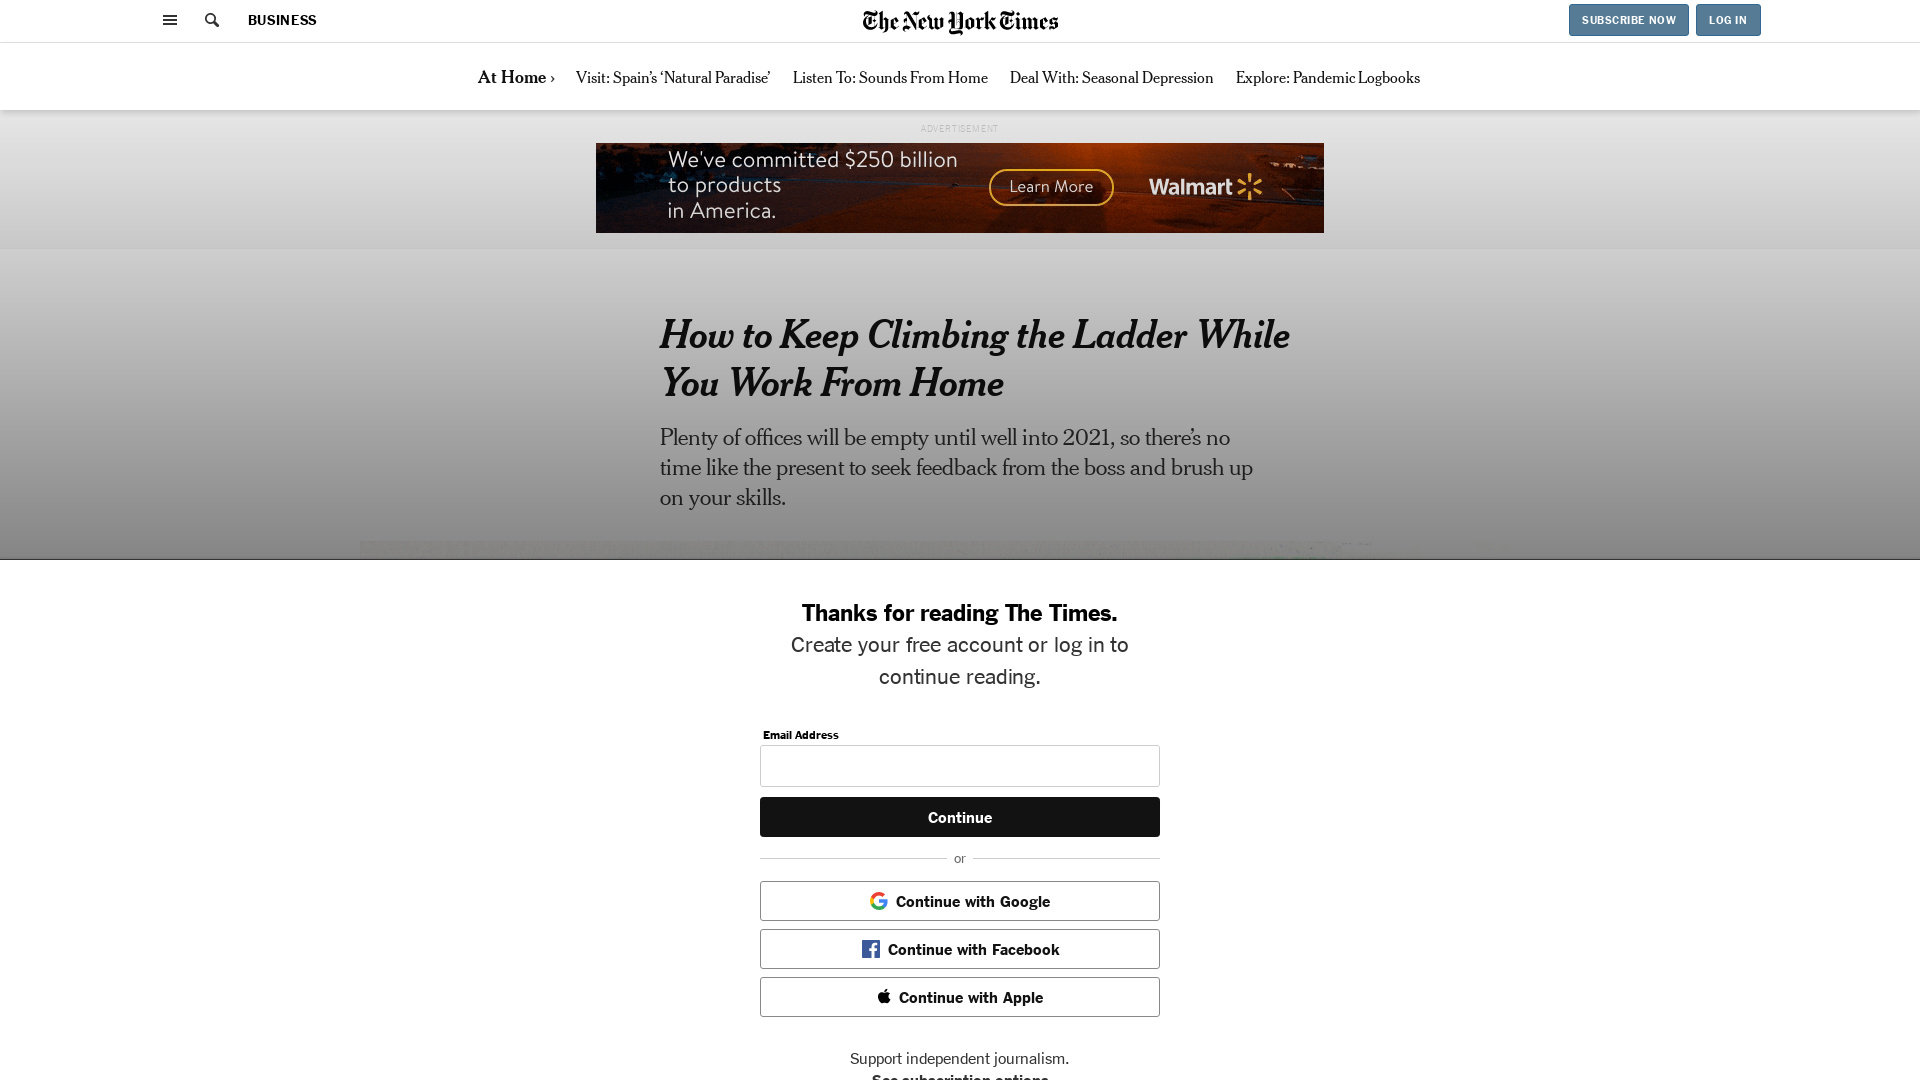 BUSINESS
The New York Times
SUBSCRIBE NOW
LOG IN
At Home ›
Visit: Spain’s ‘Natural Paradise’
Listen To: Sounds From Home
Deal With: Seasonal Depression
Explore: Pandemic Logbooks
ADVERTISEMENT
We've committed $250 billion
to products
in America.
Learn More
Walmart
How to Keep Climbing the Ladder While
You Work From Home
Plenty of offices will be empty until well into 2021, so there’s no
time like the present to seek feedback from the boss and brush up
on your skills.
Thanks for reading The Times.
Create your free account or log in to
continue reading.
Email Address
Continue
or
Continue with Google
Continue with Facebook
Continue with Apple
Support independent journalism.
See subscription options.